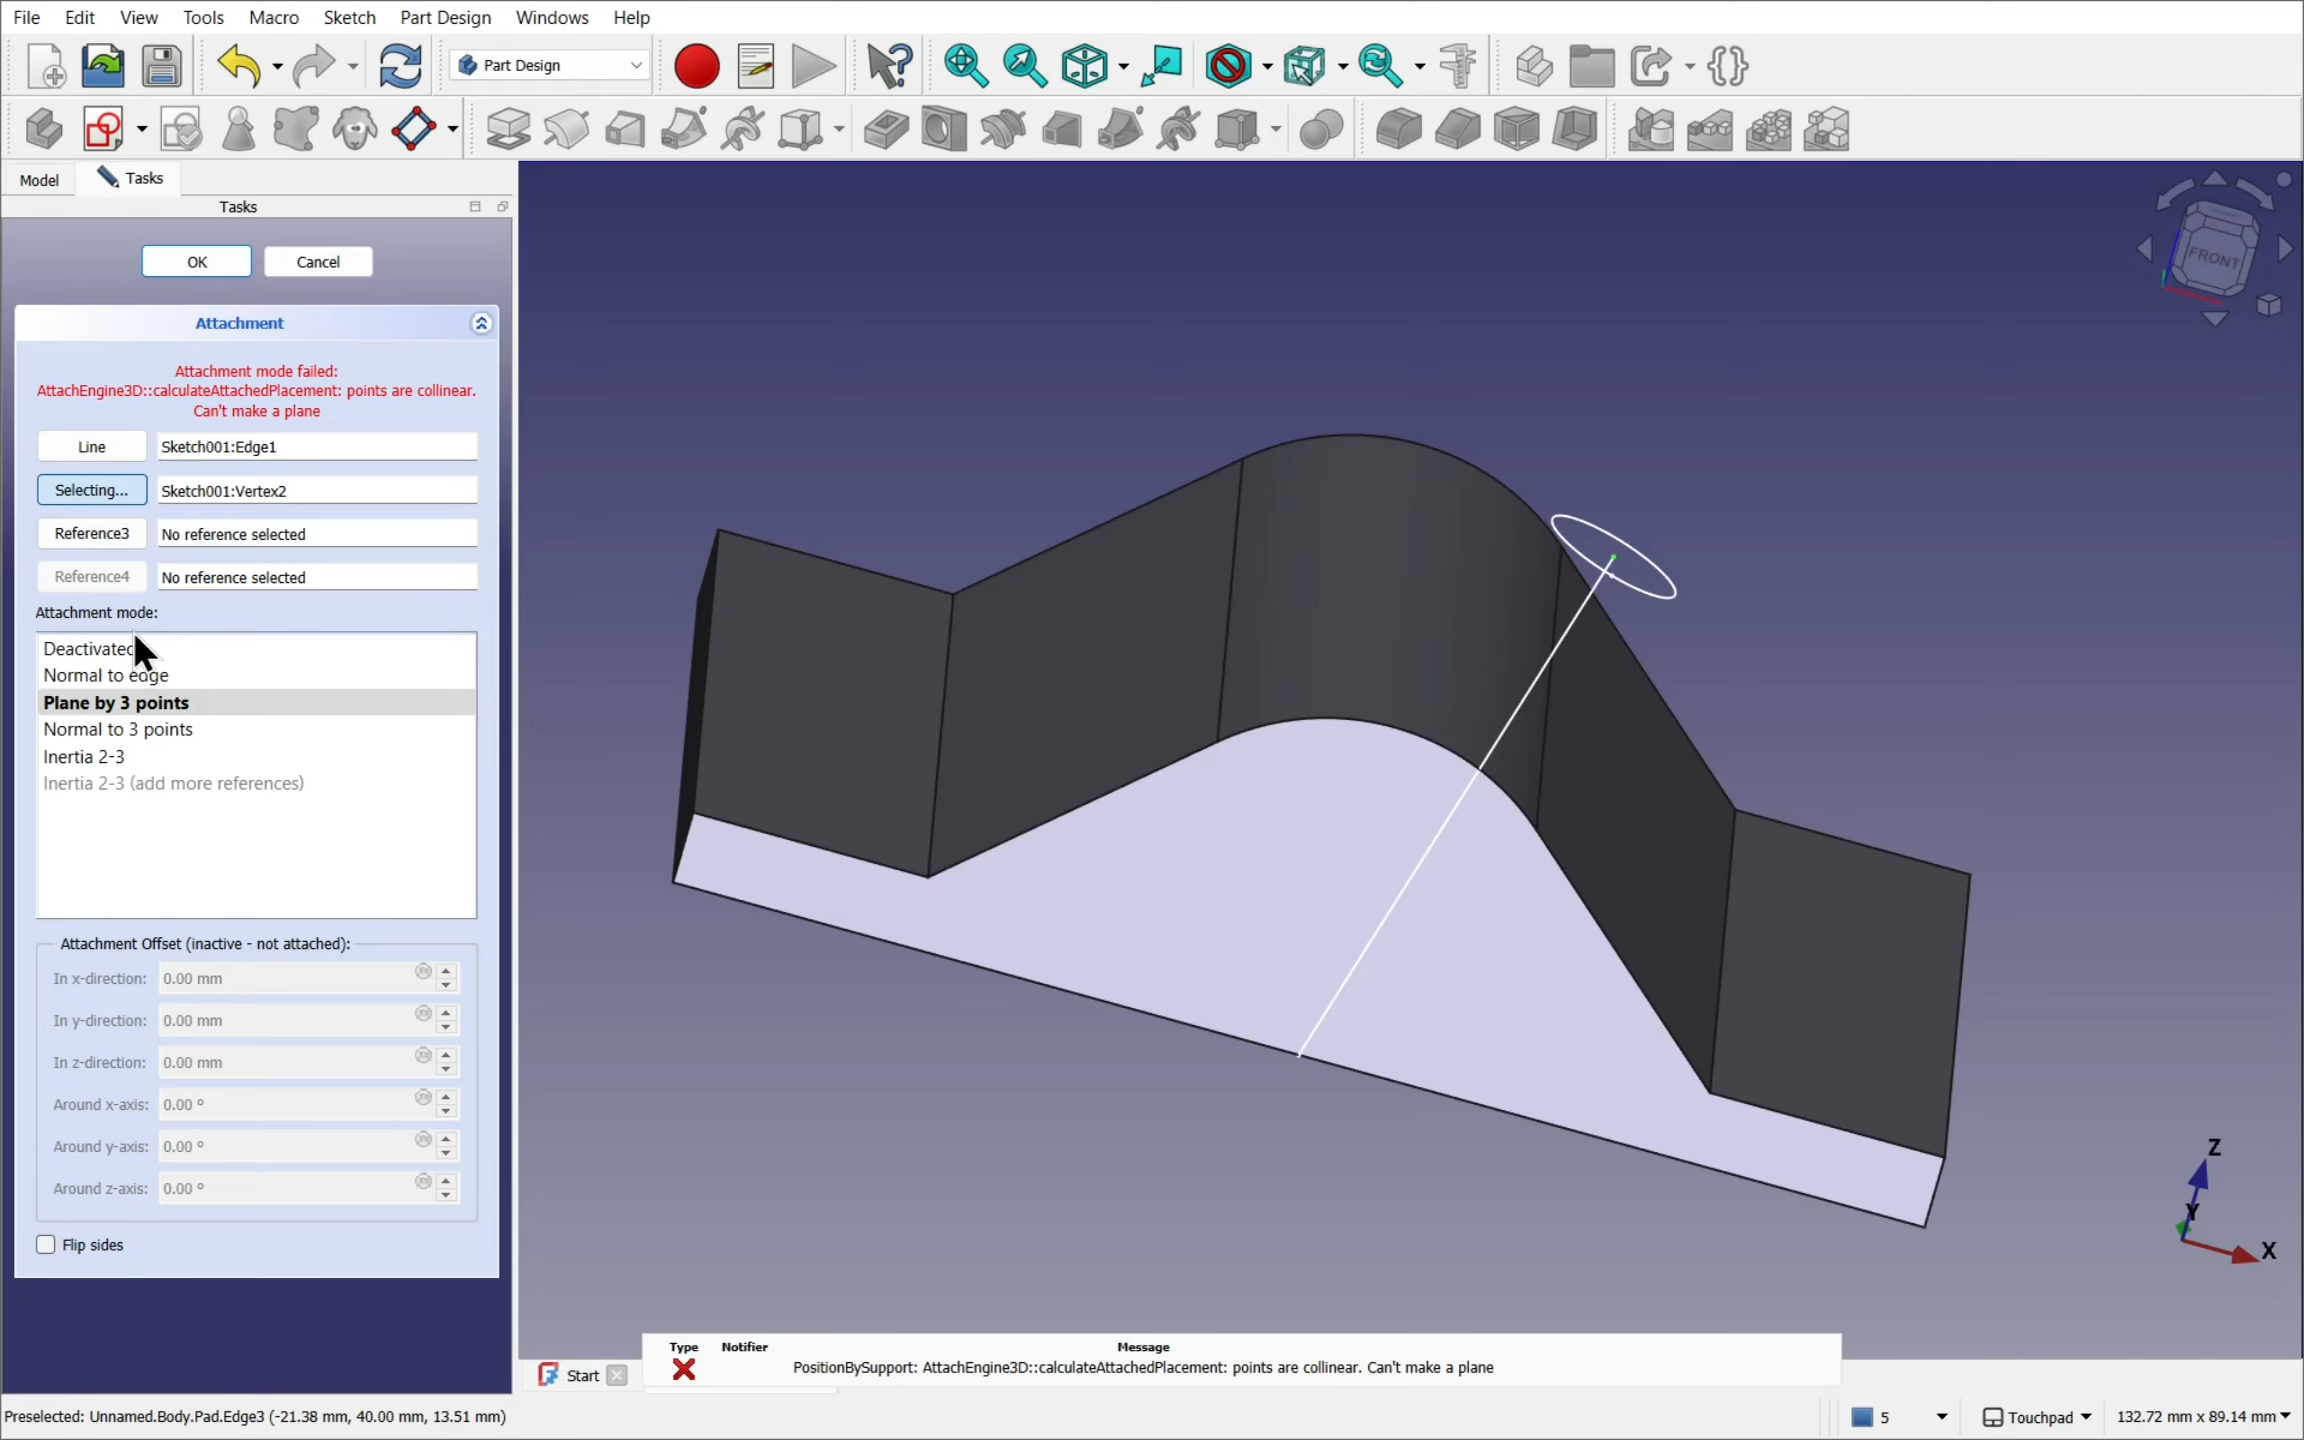 File Edit View Tools Macro Sketch Part Design Windows Help
Part Design
Model Tasks
Tasks
OK Cancel
Attachment
Attachment mode failed:
AttachEngine3D::calculateAttachedPlacement: points are collinear.
Can't make a plane
Line Sketch001:Edge1
Selecting... Sketch001:Vertex2
Reference3 No reference selected
Reference4 No reference selected
Attachment mode:
Deactivated
Normal to edge
Plane by 3 points
Normal to 3 points
Inertia 2-3
Inertia 2-3 (add more references)
Attachment Offset (inactive - not attached):
In x-direction: 0.00 mm
In y-direction: 0.00 mm
In z-direction: 0.00 mm
Around x-axis: 0.00 °
Around y-axis: 0.00 °
Around z-axis: 0.00 °
Flip sides
FRONT
Z
Y
X
Type Notifier Message
Start PositionBySupport: AttachEngine3D::calculateAttachedPlacement: points are collinear. Can't make a plane
Preselected: Unnamed.Body.Pad.Edge3 (-21.38 mm, 40.00 mm, 13.51 mm) 5 Touchpad 132.72 mm x 89.14 mm